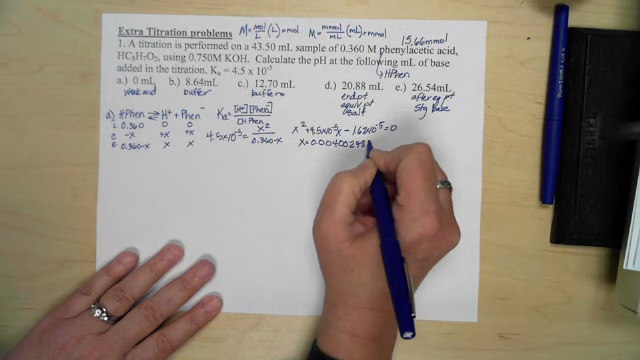 Extra Titration problems M = mol/L (L) = mol M = mmol/mL (mL) = mmol
15.66 mmol
1. A titration is performed on a 43.50 mL sample of 0.360 M phenylacetic acid,
HC₈H₇O₂, using 0.750M KOH. Calculate the pH at the following mL of base
added in the titration. Kₐ = 4.5 x 10⁻⁵
↳ HPhen
a.) 0 mL b.) 8.64mL c.) 12.70 mL d.) 20.88 mL e.) 26.54mL
weak acid buffer buffers endpt after eq pt
equiv pt stg base
a) HPhen ⇌ H⁺ + Phen⁻ Ka = [H⁺][Phen⁻]/[HPhen]
i 0.360 0 0
c -x +x +x 4.5x10⁻⁵ = x²/0.360-x x² + 4.5x10⁻⁵x - 1.62x10⁻⁵ = 0
e 0.360-x x x x = 0.00400248